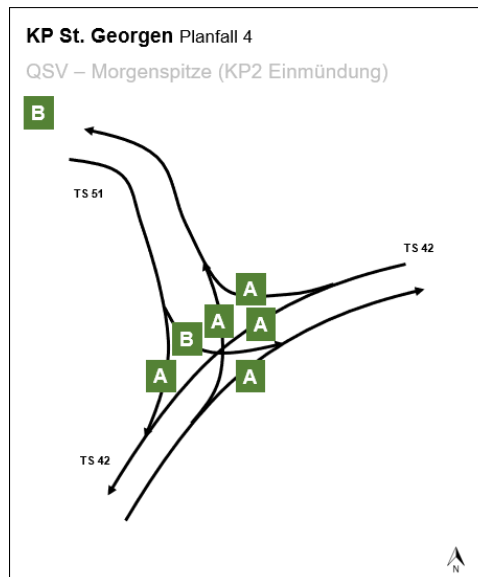 KP St. Georgen Planfall 4
QSV – Morgenspitze (KP2 Einmündung)
B
TS 51
TS 42
A
A
A
B
A
A
TS 42
N